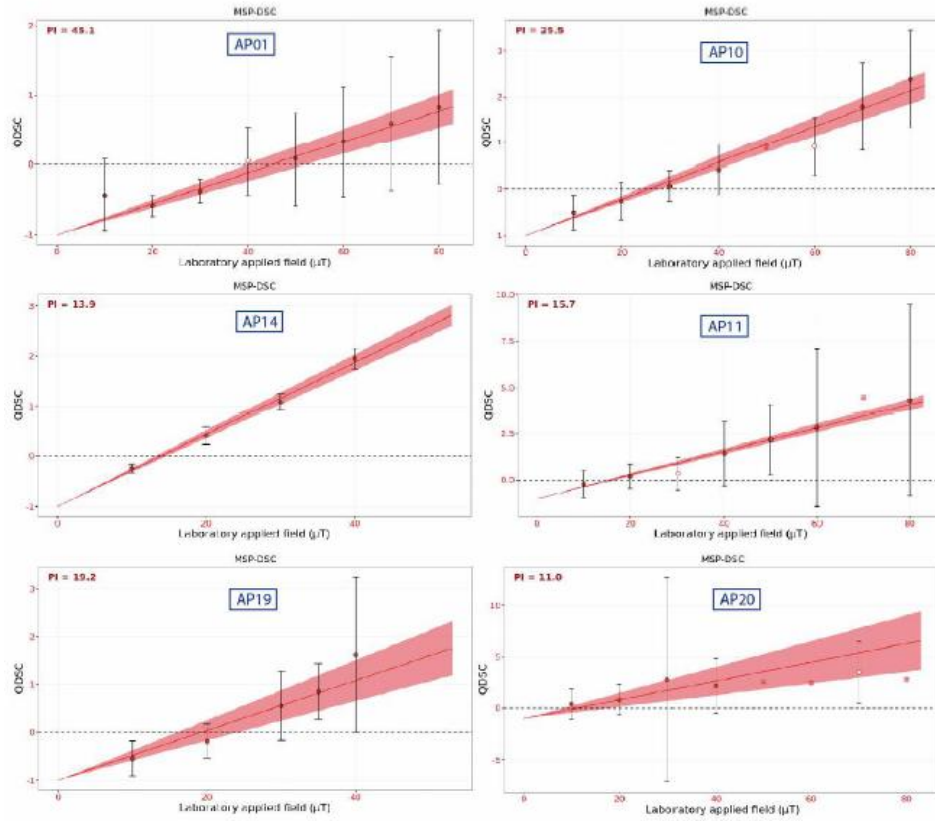 MSP-DSC
PI = 45.1
AP01
2
1
0
-1
QDSC
0 20 40 60 80
Laboratory applied field (μT)
MSP-DSC
PI = 25.5
AP10
3
2
1
0
-1
QDSC
0 20 40 60 80
Laboratory applied field (μT)
MSP-DSC
PI = 13.9
AP14
3
2
1
0
-1
QDSC
0 20 40
Laboratory applied field (μT)
MSP-DSC
PI = 15.7
AP11
10.0
7.5
5.0
2.5
0.0
QDSC
0 20 40 60 80
Laboratory applied field (μT)
MSP-DSC
PI = 19.2
AP19
3
2
1
0
-1
QDSC
0 20 40
Laboratory applied field (μT)
MSP-DSC
PI = 11.0
AP20
10
5
0
-5
QDSC
0 20 40 60 80
Laboratory applied field (μT)